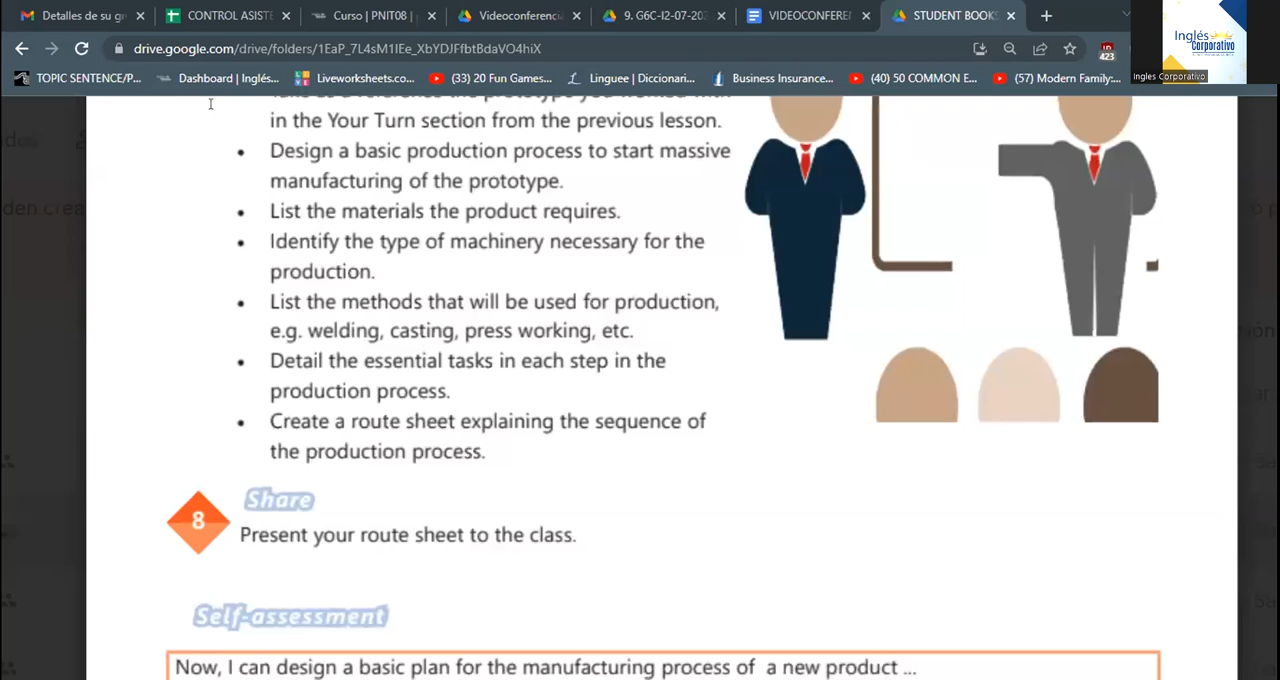 Detalles de su gr
CONTROL ASIST
Curso | PNIT08 |
Videoconferenci
9. G6C-I2-07-202
VIDEOCONFERE
STUDENT BOOKS
drive.google.com/drive/folders/1EaP_7L4sM1IEe_XbYDJFfbtBdaVO4hiX
423
TOPIC SENTENCE/P...
Dashboard | Inglés...
Liveworksheets.co...
(33) 20 Fun Games...
Linguee | Diccionari...
Business Insurance...
(40) 50 COMMON E...
(57) Modern Family:...
Inglés
Corporativo
Ingles Corporativo
in the Your Turn section from the previous lesson.
• Design a basic production process to start massive
manufacturing of the prototype.
• List the materials the product requires.
• Identify the type of machinery necessary for the
production.
• List the methods that will be used for production,
e.g. welding, casting, press working, etc.
• Detail the essential tasks in each step in the
production process.
• Create a route sheet explaining the sequence of
the production process.
Share
8
Present your route sheet to the class.
Self-assessment
Now, I can design a basic plan for the manufacturing process of a new product ...